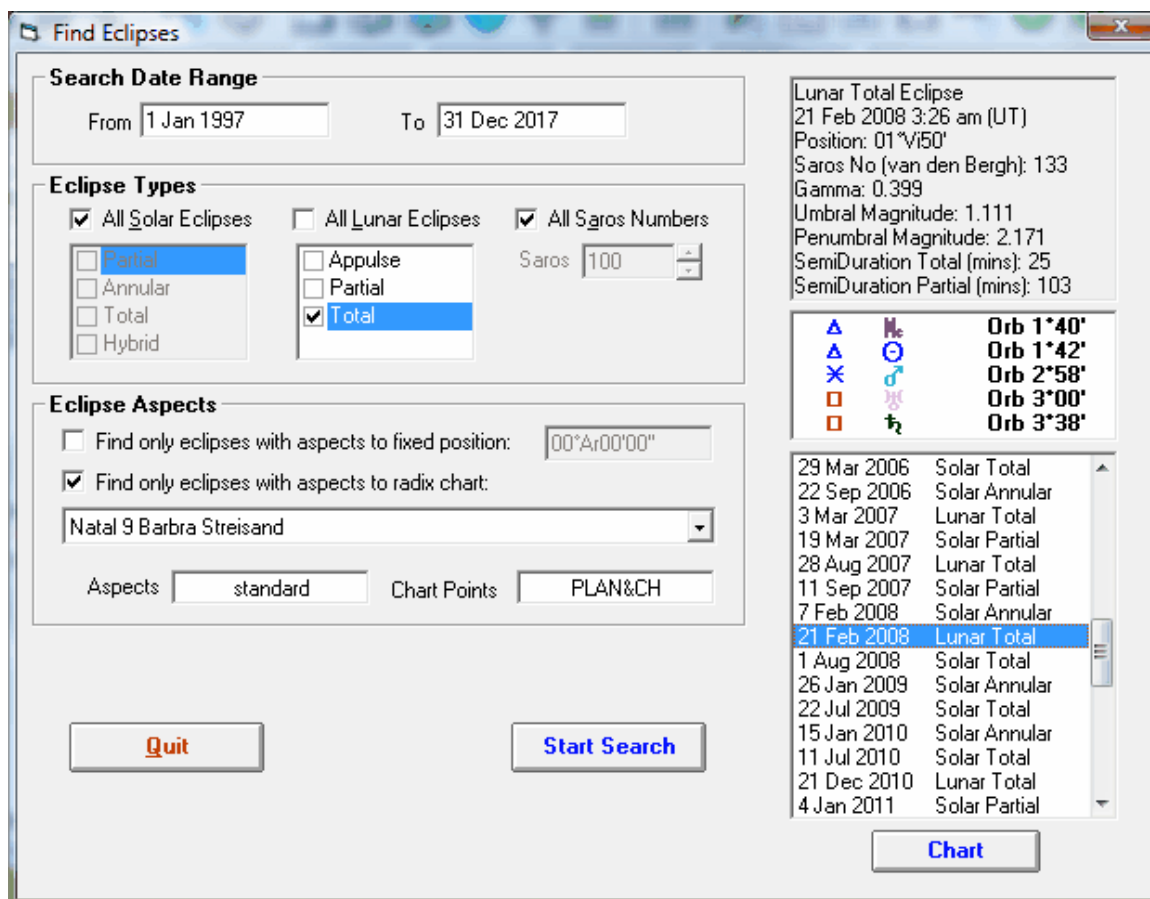 Find Eclipses
Search Date Range
From 1 Jan 1997 To 31 Dec 2017
Eclipse Types
All Solar Eclipses All Lunar Eclipses All Saros Numbers
Partial
Annular
Total
Hybrid
Appulse
Partial
Total
Saros 100
Eclipse Aspects
Find only eclipses with aspects to fixed position: 00°Ar00'00"
Find only eclipses with aspects to radix chart:
Natal 9 Barbra Streisand
Aspects standard Chart Points PLAN&CH
Quit Start Search
Lunar Total Eclipse
21 Feb 2008 3:26 am (UT)
Position: 01°Vi50'
Saros No (van den Bergh): 133
Gamma: 0.399
Umbral Magnitude: 1.111
Penumbral Magnitude: 2.171
SemiDuration Total (mins): 25
SemiDuration Partial (mins): 103
Mc Orb 1°40'
Orb 1°42'
Orb 2°58'
Orb 3°00'
Orb 3°38'
29 Mar 2006 Solar Total
22 Sep 2006 Solar Annular
3 Mar 2007 Lunar Total
19 Mar 2007 Solar Partial
28 Aug 2007 Lunar Total
11 Sep 2007 Solar Partial
7 Feb 2008 Solar Annular
21 Feb 2008 Lunar Total
1 Aug 2008 Solar Total
26 Jan 2009 Solar Annular
22 Jul 2009 Solar Total
15 Jan 2010 Solar Annular
11 Jul 2010 Solar Total
21 Dec 2010 Lunar Total
4 Jan 2011 Solar Partial
Chart